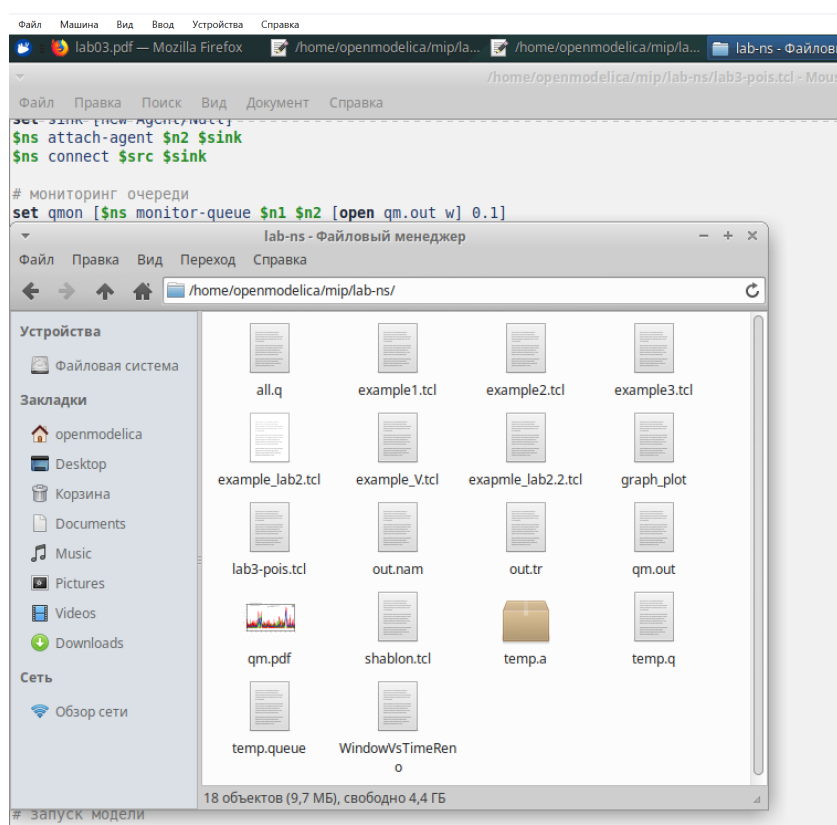 Файл Машина Вид Ввод Устройства Справка
lab03.pdf — Mozilla Firefox /home/openmodelica/mip/la... /home/openmodelica/mip/la... lab-ns - Файлов
/home/openmodelica/mip/lab-ns/lab3-pois.tcl - Mous
Файл Правка Поиск Вид Документ Справка
set sink [new Agent/Null]
$ns attach-agent $n2 $sink
$ns connect $src $sink
# мониторинг очереди
set qmon [$ns monitor-queue $n1 $n2 [open qm.out w] 0.1]
lab-ns - Файловый менеджер
Файл Правка Вид Переход Справка
/home/openmodelica/mip/lab-ns/
Устройства
Файловая система
Закладки
openmodelica
Desktop
Корзина
Documents
Music
Pictures
Videos
Downloads
Сеть
Обзор сети
all.q example1.tcl example2.tcl example3.tcl
example_lab2.tcl example_V.tcl exapmle_lab2.2.tcl graph_plot
lab3-pois.tcl out.nam out.tr qm.out
qm.pdf shablon.tcl temp.a temp.q
temp.queue WindowVsTimeRen
o
18 объектов (9,7 МБ), свободно 4,4 ГБ
# запуск модели